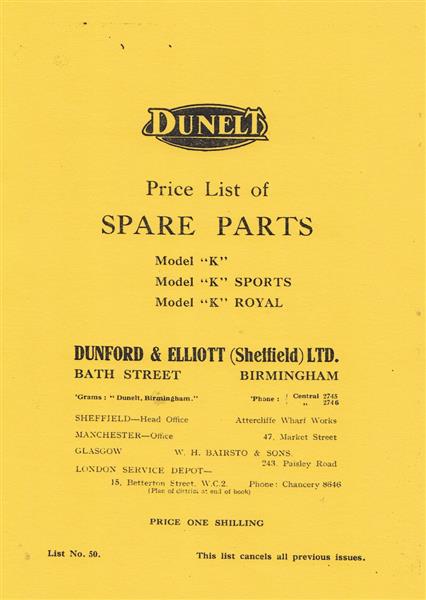 DUNELT
Price List of
SPARE PARTS
Model "K"
Model "K" SPORTS
Model "K" ROYAL
DUNFORD & ELLIOTT (Sheffield) LTD.
BATH STREET BIRMINGHAM
'Grams: "Dunelt, Birmingham." 'Phone: { Central 2745
„ 2746
SHEFFIELD—Head Office Attercliffe Wharf Works
MANCHESTER—Office 47, Market Street
GLASGOW W. H. BAIRSTO & SONS.
243, Paisley Road
LONDON SERVICE DEPOT—
15, Betterton Street, W.C.2. Phone: Chancery 8646
(Plan of district at end of book)
PRICE ONE SHILLING
List No. 50. This list cancels all previous issues.